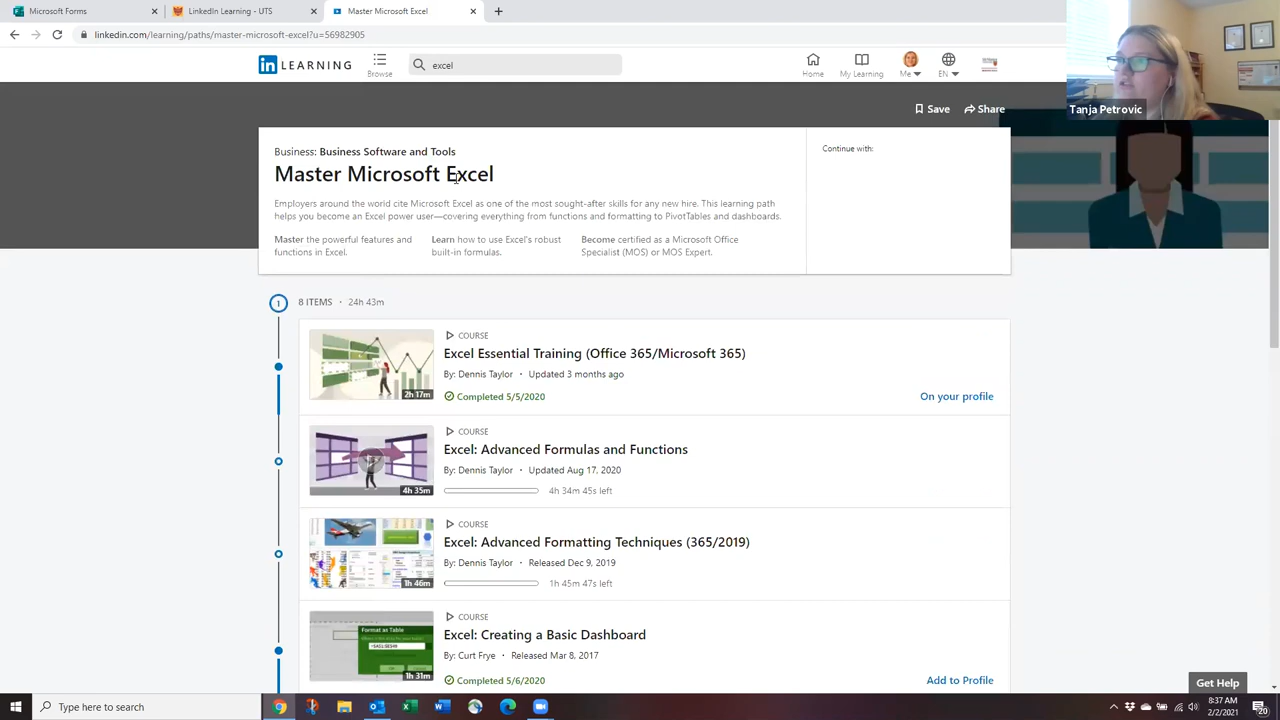 Microsoft Forms
LinkedIn Learning - UTS
Master Microsoft Excel
linkedin.com/learning/paths/master-microsoft-excel?u=56982905
in LEARNING
Browse
excel
Home
My Learning
Me
EN
Tanja Petrovic
Save
Share
Business: Business Software and Tools
Master Microsoft Excel
Employers around the world cite Microsoft Excel as one of the most sought-after skills for any new hire. This learning path
helps you become an Excel power user—covering everything from functions and formatting to PivotTables and dashboards.
Master the powerful features and
functions in Excel.
Learn how to use Excel's robust
built-in formulas.
Become certified as a Microsoft Office
Specialist (MOS) or MOS Expert.
Continue with:
1
8 ITEMS · 24h 43m
COURSE
Excel Essential Training (Office 365/Microsoft 365)
By: Dennis Taylor · Updated 3 months ago
2h 17m
Completed 5/5/2020
On your profile
COURSE
Excel: Advanced Formulas and Functions
By: Dennis Taylor · Updated Aug 17, 2020
4h 35m
4h 34m 45s left
COURSE
Excel: Advanced Formatting Techniques (365/2019)
By: Dennis Taylor · Released Dec 9, 2019
1h 46m
1h 45m 47s left
COURSE
Format as Table
Excel: Creating a Basic Dashboard
By: Curt Frye · Released Mar 8, 2017
1h 31m
Completed 5/6/2020
Add to Profile
Get Help
Type here to search
8:37 AM
2/2/2021
20